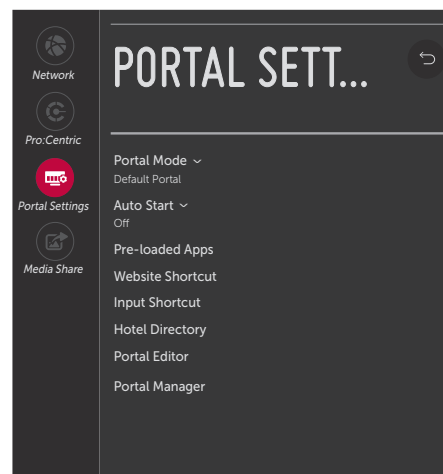 Network
Pro:Centric
Portal Settings
Media Share
PORTAL SETT...
Portal Mode
Default Portal
Auto Start
Off
Pre-loaded Apps
Website Shortcut
Input Shortcut
Hotel Directory
Portal Editor
Portal Manager